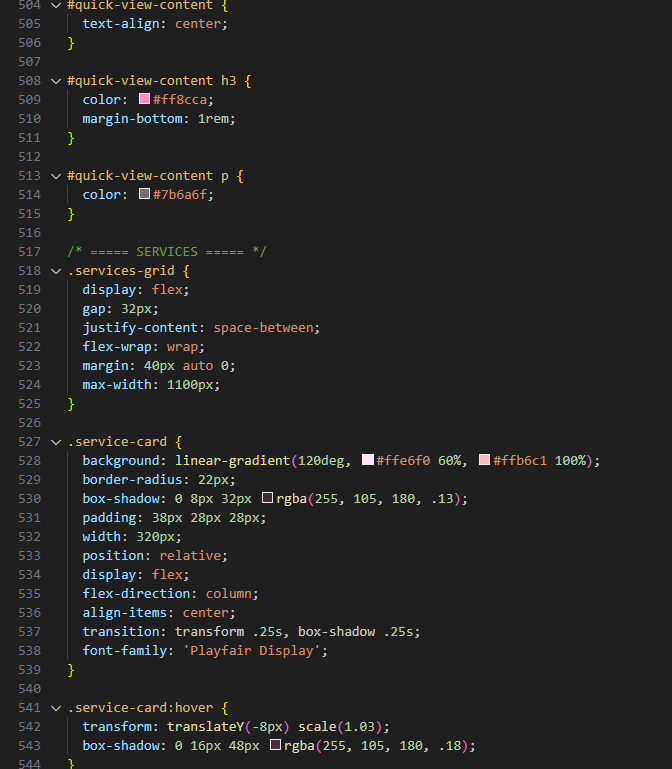 504 #quick-view-content {
505 text-align: center;
506 }
507
508 #quick-view-content h3 {
509 color: #ff8cca;
510 margin-bottom: 1rem;
511 }
512
513 #quick-view-content p {
514 color: #7b6a6f;
515 }
516
517 /* ===== SERVICES ===== */
518 .services-grid {
519 display: flex;
520 gap: 32px;
521 justify-content: space-between;
522 flex-wrap: wrap;
523 margin: 40px auto 0;
524 max-width: 1100px;
525 }
526
527 .service-card {
528 background: linear-gradient(120deg, #ffe6f0 60%, #ffb6c1 100%);
529 border-radius: 22px;
530 box-shadow: 0 8px 32px rgba(255, 105, 180, .13);
531 padding: 38px 28px 28px;
532 width: 320px;
533 position: relative;
534 display: flex;
535 flex-direction: column;
536 align-items: center;
537 transition: transform .25s, box-shadow .25s;
538 font-family: 'Playfair Display';
539 }
540
541 .service-card:hover {
542 transform: translateY(-8px) scale(1.03);
543 box-shadow: 0 16px 48px rgba(255, 105, 180, .18);
544 }